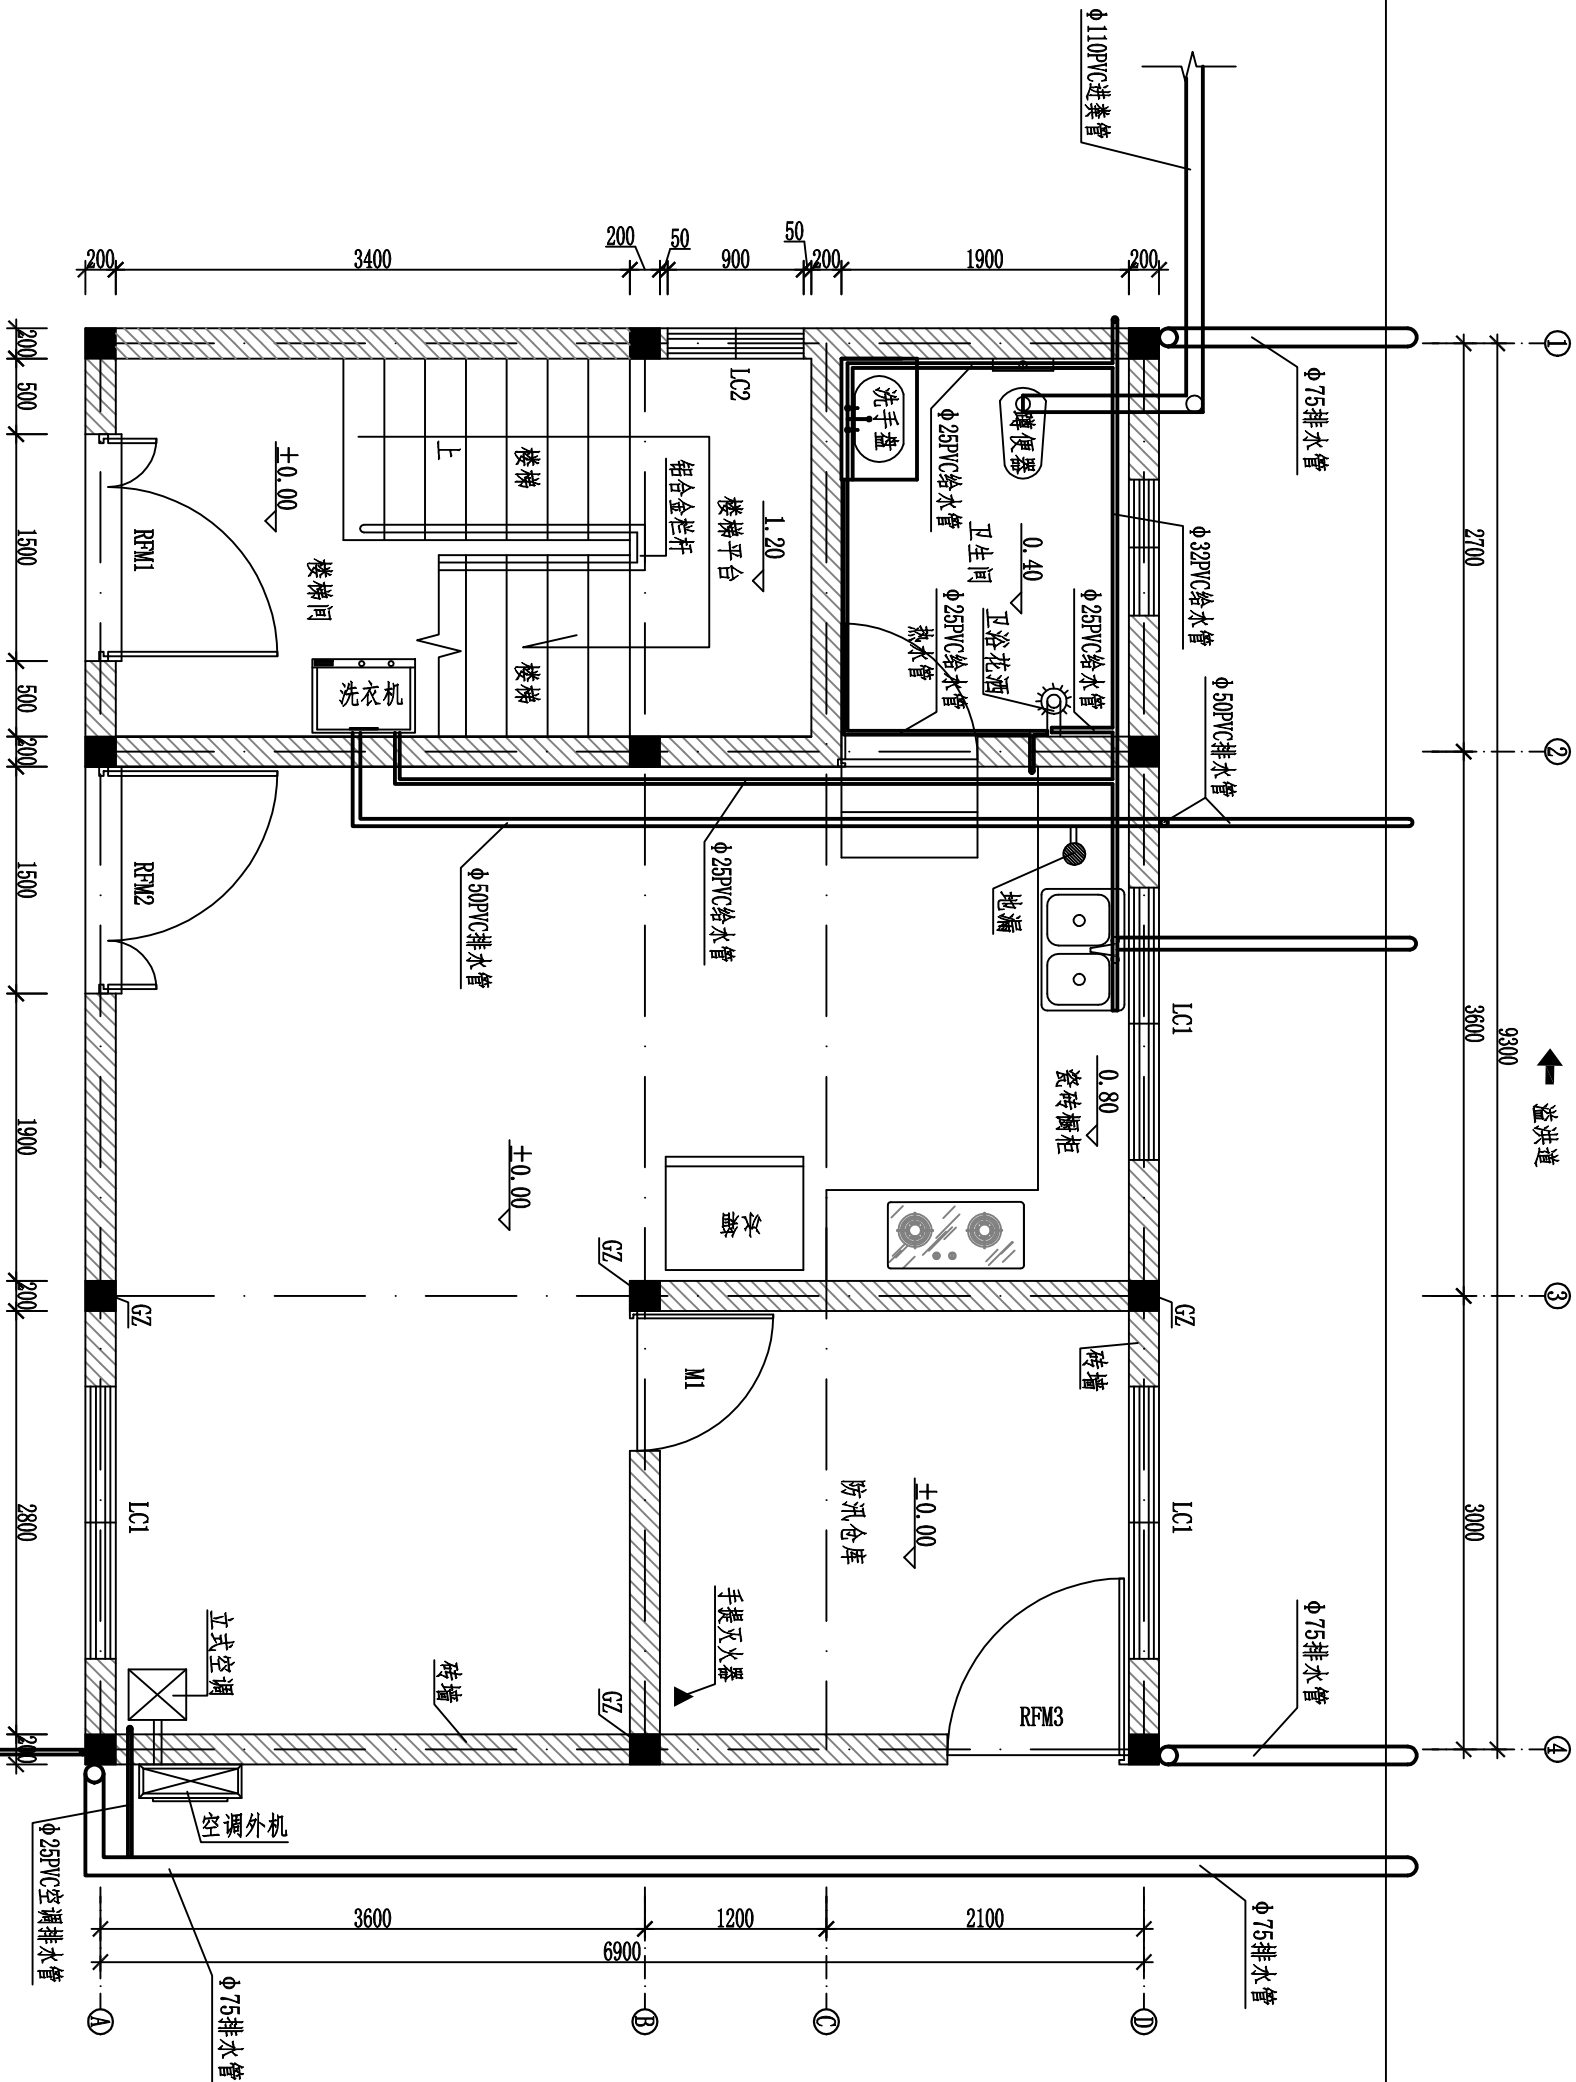 ①
②
③
④
溢洪道
9300
2700
3600
3000
φ75排水管
φ75排水管
φ75排水管
φ110PVC进粪管
φ32PVC给水管
φ50PVC排水管
LC1
GZ
LC1
200
1900
200
50
900
50
200
3400
200
蹲便器
洗手盘
φ25PVC给水管
卫生间
0.40
卫浴花洒
φ25PVC给水管
φ25PVC给水管
热水管
地漏
0.80
瓷砖橱柜
砖墙
RFM3
±0.00
防汛仓库
手提灭火器
M1
GZ
GZ
冰箱
LC2
1.20
楼梯平台
铝合金栏杆
楼梯
楼梯
上
洗衣机
楼梯间
±0.00
φ25PVC给水管
φ50PVC排水管
±0.00
砖墙
立式空调
空调外机
RFM1
RFM2
GZ
LC1
φ75排水管
φ25PVC空调排水管
2100
1200
3600
6900
D
C
B
A
200
500
1500
500
200
1500
1900
200
2800
200